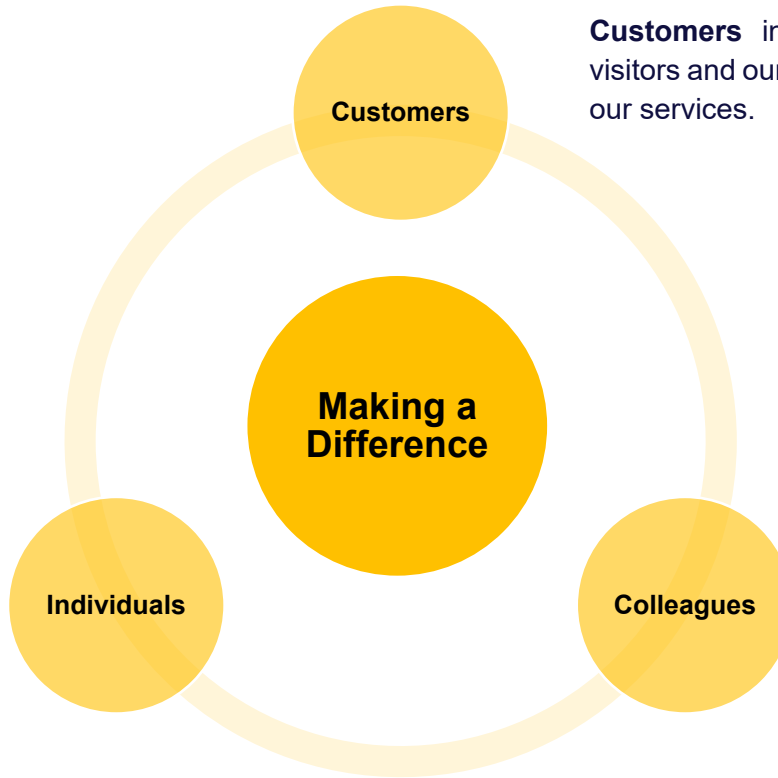 Customers
visitors and our
our services.
Customers
Making a
Difference
Individuals
Colleagues